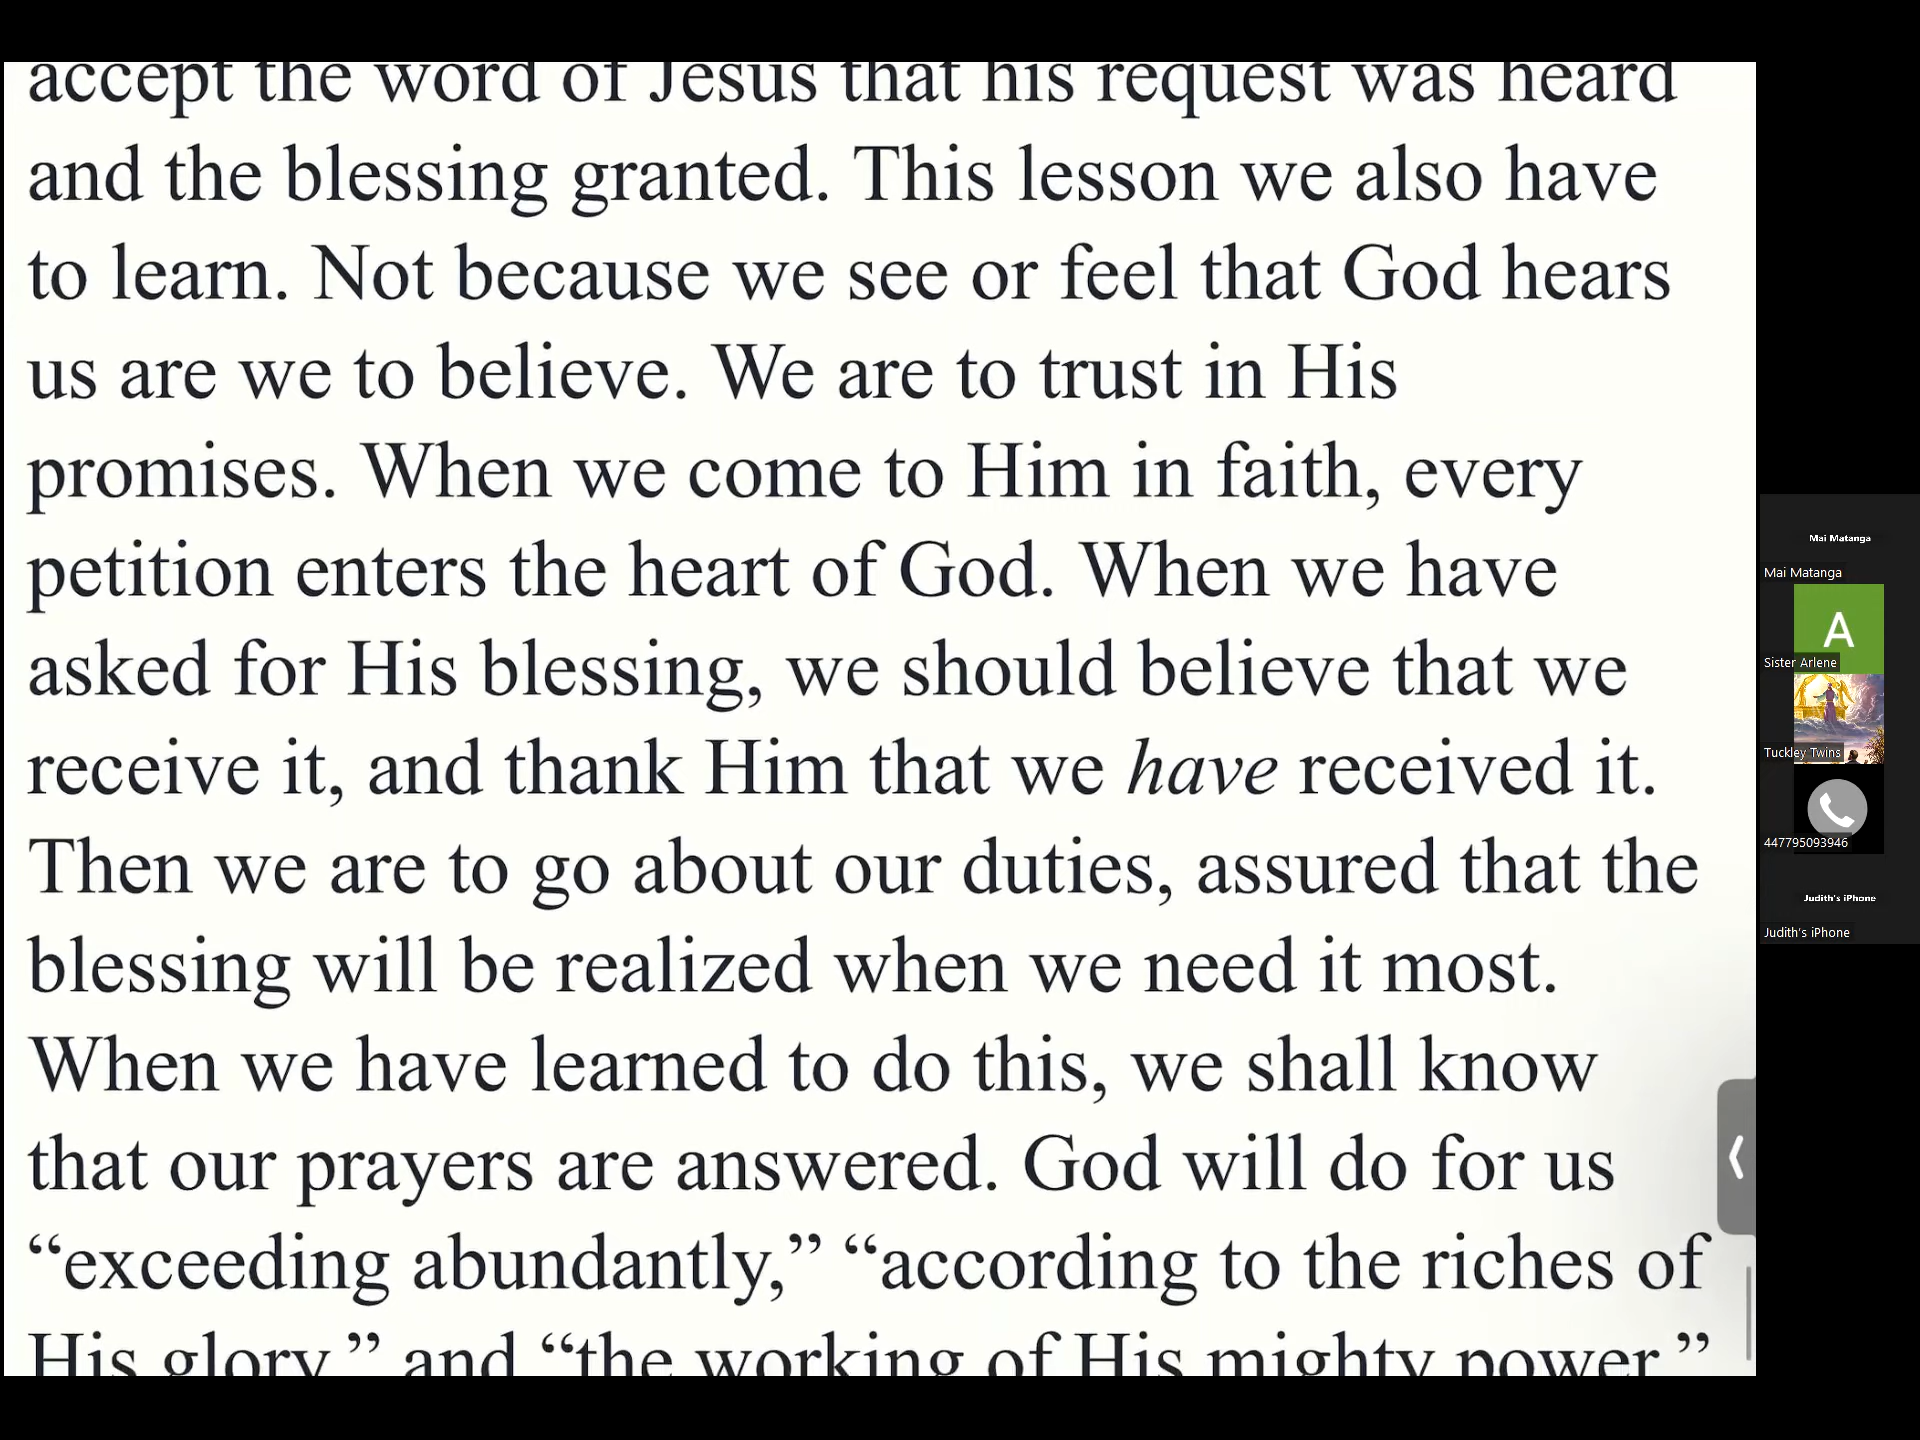 accept the word of Jesus that his request was heard
and the blessing granted. This lesson we also have
to learn. Not because we see or feel that God hears
us are we to believe. We are to trust in His
promises. When we come to Him in faith, every
petition enters the heart of God. When we have
asked for His blessing, we should believe that we
receive it, and thank Him that we have received it.
Then we are to go about our duties, assured that the
blessing will be realized when we need it most.
When we have learned to do this, we shall know
that our prayers are answered. God will do for us
“exceeding abundantly,” “according to the riches of
His glory,” and “the working of His mighty power.”
Mai Matanga
Mai Matanga
A
Sister Arlene
Tuckley Twins
447795093946
Judith's iPhone
Judith's iPhone